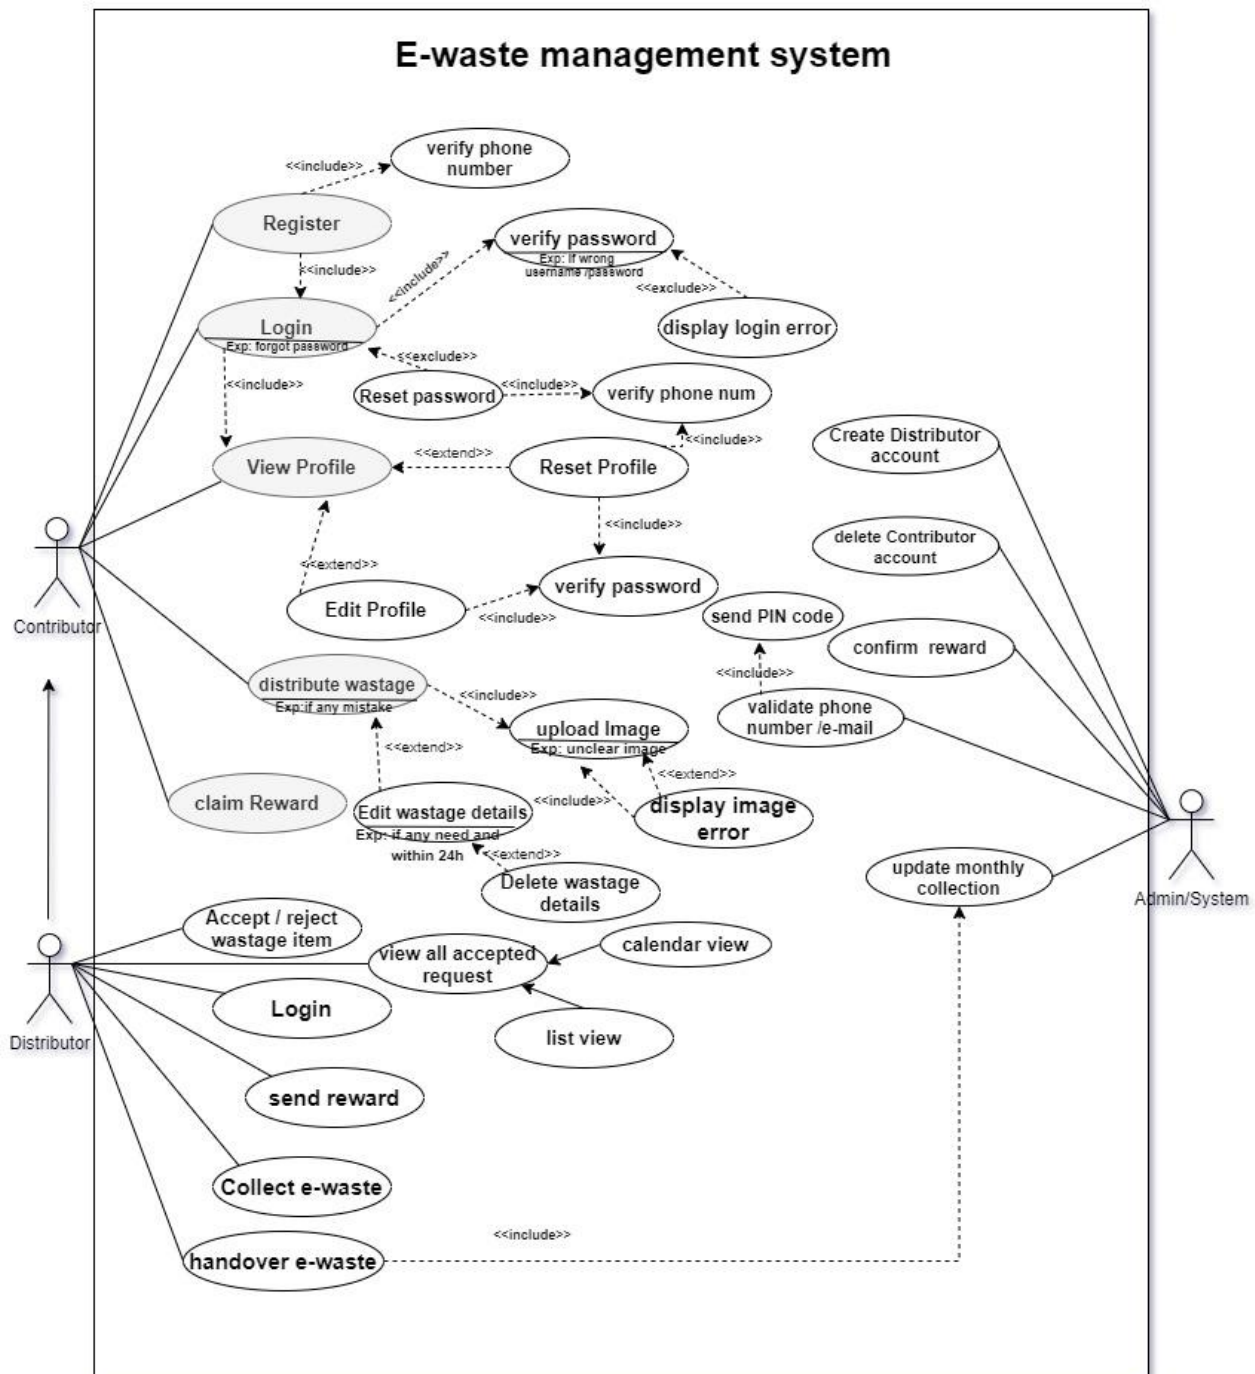 E-waste management system
verify phone
number
<<include>>
Register
verify password
Exp: If wrong
username /password
<<include>>
<<include>>
<<exclude>>
Login
Exp: forgot password
display login error
<<exclude>>
<<include>>
Reset password
<<include>>
verify phone num
Create Distributor
account
<<include>>
View Profile
<<extend>>
Reset Profile
<<include>>
delete Contributor
account
<<extend>>
verify password
Edit Profile
<<include>>
send PIN code
Contributor
confirm reward
<<include>>
distribute wastage
Exp:if any mistake
<<include>>
validate phone
number /e-mail
upload Image
Exp: unclear image
<<extend>>
<<extend>>
claim Reward
Edit wastage details
Exp: if any need and
within 24h
<<include>>
display image
error
<<extend>>
Delete wastage
details
update monthly
collection
Admin/System
Accept / reject
wastage item
view all accepted
request
calendar view
Login
list view
Distributor
send reward
Collect e-waste
<<include>>
handover e-waste